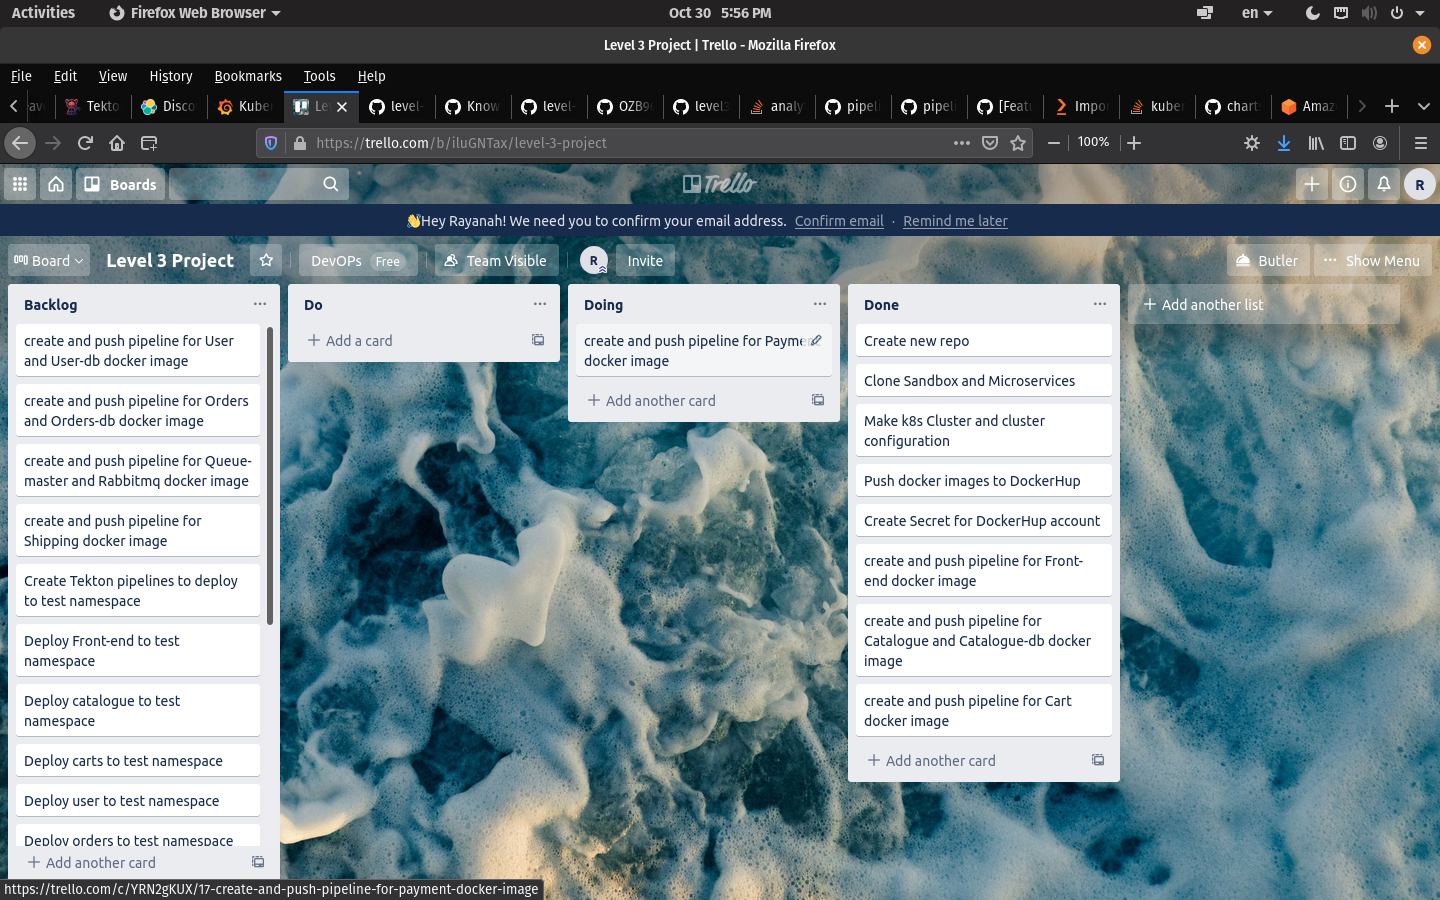 Activities Firefox Web Browser Oct 30 5:56 PM en
Level 3 Project | Trello - Mozilla Firefox
File Edit View History Bookmarks Tools Help
Tekto Disco Kuber Le level- Know level- OZB9 level3 analy pipeli pipeli [Featu Impor kuber chart Amaz
https://trello.com/b/iluGNTax/level-3-project 100%
Boards Trello R
👋Hey Rayanah! We need you to confirm your email address. Confirm email · Remind me later
Board Level 3 Project DevOPs Free Team Visible R Invite Butler ··· Show Menu
Backlog
create and push pipeline for User
and User-db docker image
create and push pipeline for Orders
and Orders-db docker image
create and push pipeline for Queue-
master and Rabbitmq docker image
create and push pipeline for
Shipping docker image
Create Tekton pipelines to deploy
to test namespace
Deploy Front-end to test
namespace
Deploy catalogue to test
namespace
Deploy carts to test namespace
Deploy user to test namespace
Deploy orders to test namespace
+ Add another card
Do
+ Add a card
Doing
create and push pipeline for Payment
docker image
+ Add another card
Done
Create new repo
Clone Sandbox and Microservices
Make k8s Cluster and cluster
configuration
Push docker images to DockerHup
Create Secret for DockerHup account
create and push pipeline for Front-
end docker image
create and push pipeline for
Catalogue and Catalogue-db docker
image
create and push pipeline for Cart
docker image
+ Add another card
+ Add another list
https://trello.com/c/YRN2gKUX/17-create-and-push-pipeline-for-payment-docker-image